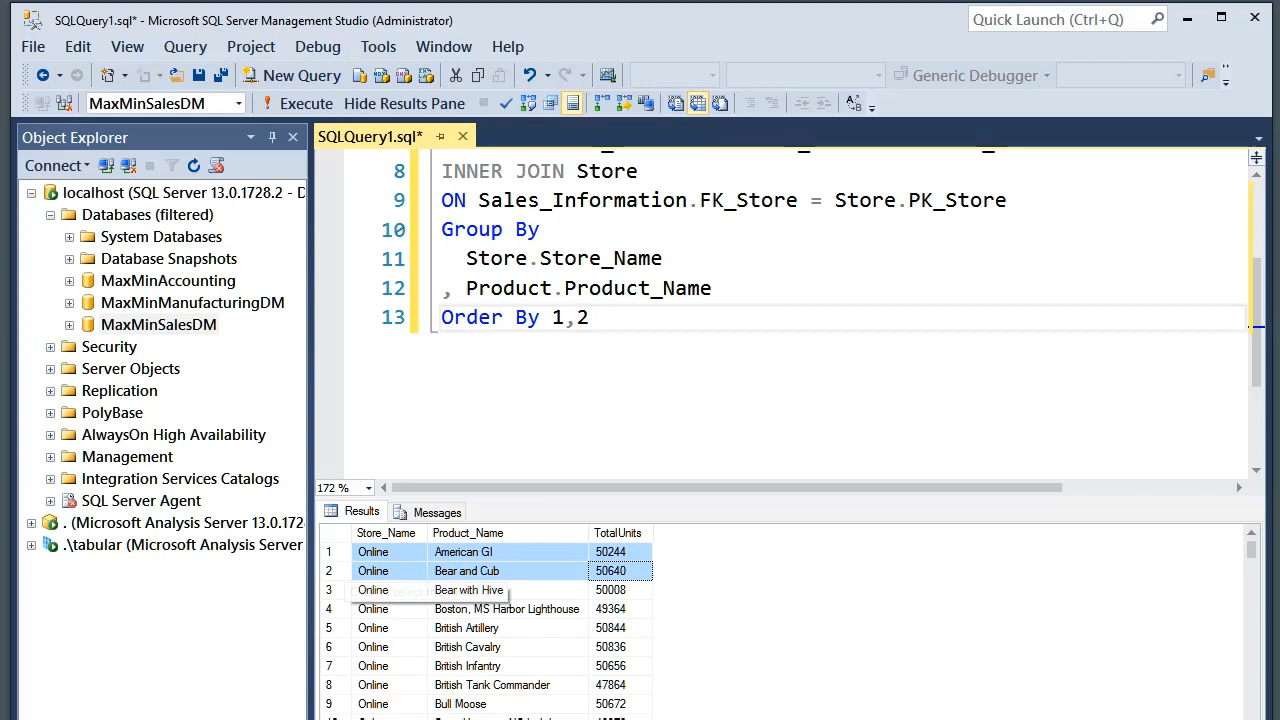 SQLQuery1.sql* - Microsoft SQL Server Management Studio (Administrator)
Quick Launch (Ctrl+Q)
File Edit View Query Project Debug Tools Window Help
New Query
Generic Debugger
MaxMinSalesDM
Execute Hide Results Pane
Object Explorer
Connect
localhost (SQL Server 13.0.1728.2 - D
Databases (filtered)
System Databases
Database Snapshots
MaxMinAccounting
MaxMinManufacturingDM
MaxMinSalesDM
Security
Server Objects
Replication
PolyBase
AlwaysOn High Availability
Management
Integration Services Catalogs
SQL Server Agent
. (Microsoft Analysis Server 13.0.172
.\tabular (Microsoft Analysis Server
SQLQuery1.sql*
8 INNER JOIN Store
9 ON Sales_Information.FK_Store = Store.PK_Store
10 Group By
11 Store.Store_Name
12 , Product.Product_Name
13 Order By 1,2
172 %
Results Messages
Store_Name Product_Name TotalUnits
1 Online American GI 50244
2 Online Bear and Cub 50640
3 Online Bear with Hive 50008
4 Online Boston, MS Harbor Lighthouse 49364
5 Online British Artillery 50844
6 Online British Cavalry 50836
7 Online British Infantry 50656
8 Online British Tank Commander 47864
9 Online Bull Moose 50672